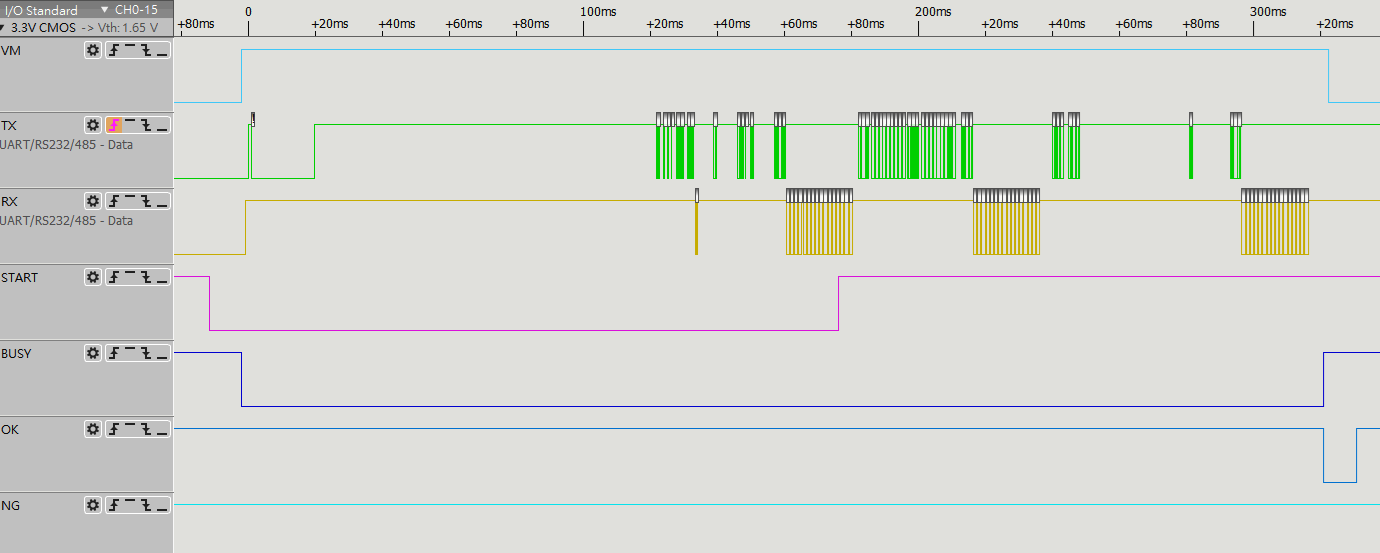 I/O Standard ▼ CH0-15
▼ 3.3V CMOS -> Vth: 1.65 V
+80ms 0 +20ms +40ms +60ms +80ms 100ms +20ms +40ms +60ms +80ms 200ms +20ms +40ms +60ms +80ms 300ms +20ms
VM
TX
UART/RS232/485 - Data
RX
UART/RS232/485 - Data
START
BUSY
OK
NG